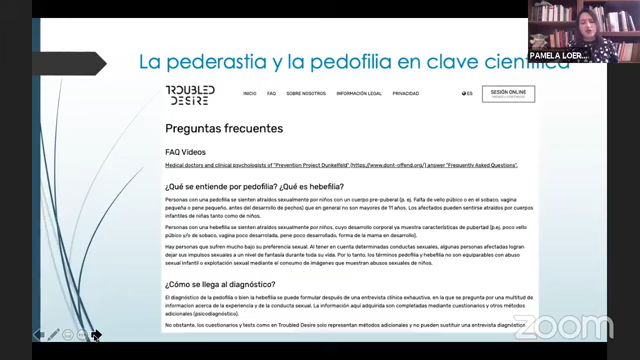 La pederastia y la pedofilia en clave científica
PAMELA LOER...
TROUBLED
DESIRE
INICIO FAQ SOBRE NOSOTROS INFORMACIÓN LEGAL PRIVACIDAD ES SESIÓN ONLINE
Preguntas frecuentes
FAQ Videos
Medical doctors and clinical psychologists of "Prevention Project Dunkelfeld" (https://www.dont-offend.org/) answer "Frequently Asked Questions".
¿Qué se entiende por pedofilia? ¿Qué es hebefilia?
Personas con una pedofilia se sienten atraídos sexualmente por niños con un cuerpo pre-puberal (p. ej. Falta de vello púbico o en el sobaco, vagina
pequeña o pene pequeño, antes del desarrollo de pechos) que en general no son mayores de 11 años. Los afectados pueden sentirse atraídos por cuerpos
infantiles de niñas tanto como de niños.
Personas con una hebefilia se sienten atraídos sexualmente por niños, cuyo desarrollo corporal ya muestra características de pubertad (p.ej, poco vello
púbico y/o de sobaco, vagina poco desarrollada, pene poco desarrollado, forma de la mama en desarrollo).
Hay personas que sufren mucho bajo su preferencia sexual. Al tener en cuenta determinadas conductas sexuales, algunas personas afectadas logran
dejar sus impulsos sexuales a un nivel de fantasía durante toda su vida. Por lo tanto, los términos pedofilia y hebefilia no son equiparables con abuso
sexual infantil o explotación sexual mediante el consumo de imágenes que muestran abusos sexuales de niños.
¿Cómo se llega al diagnóstico?
El diagnóstico de pedofilia o bien la hebefilia se puede formular después de una entrevista clínica exhaustiva, en la que se pregunta por una multitud de
informacion acerca de la experiencia y de la conducta sexual. La información aquí adquirida son completadas mediante cuestionarios y otros métodos
adicionales (psicodiagnóstico).
No obstante, los cuestionarios y tests como en Troubled Desire solo representan métodos adicionales y no pueden sustituir una entrevista diagnóstica
zoom